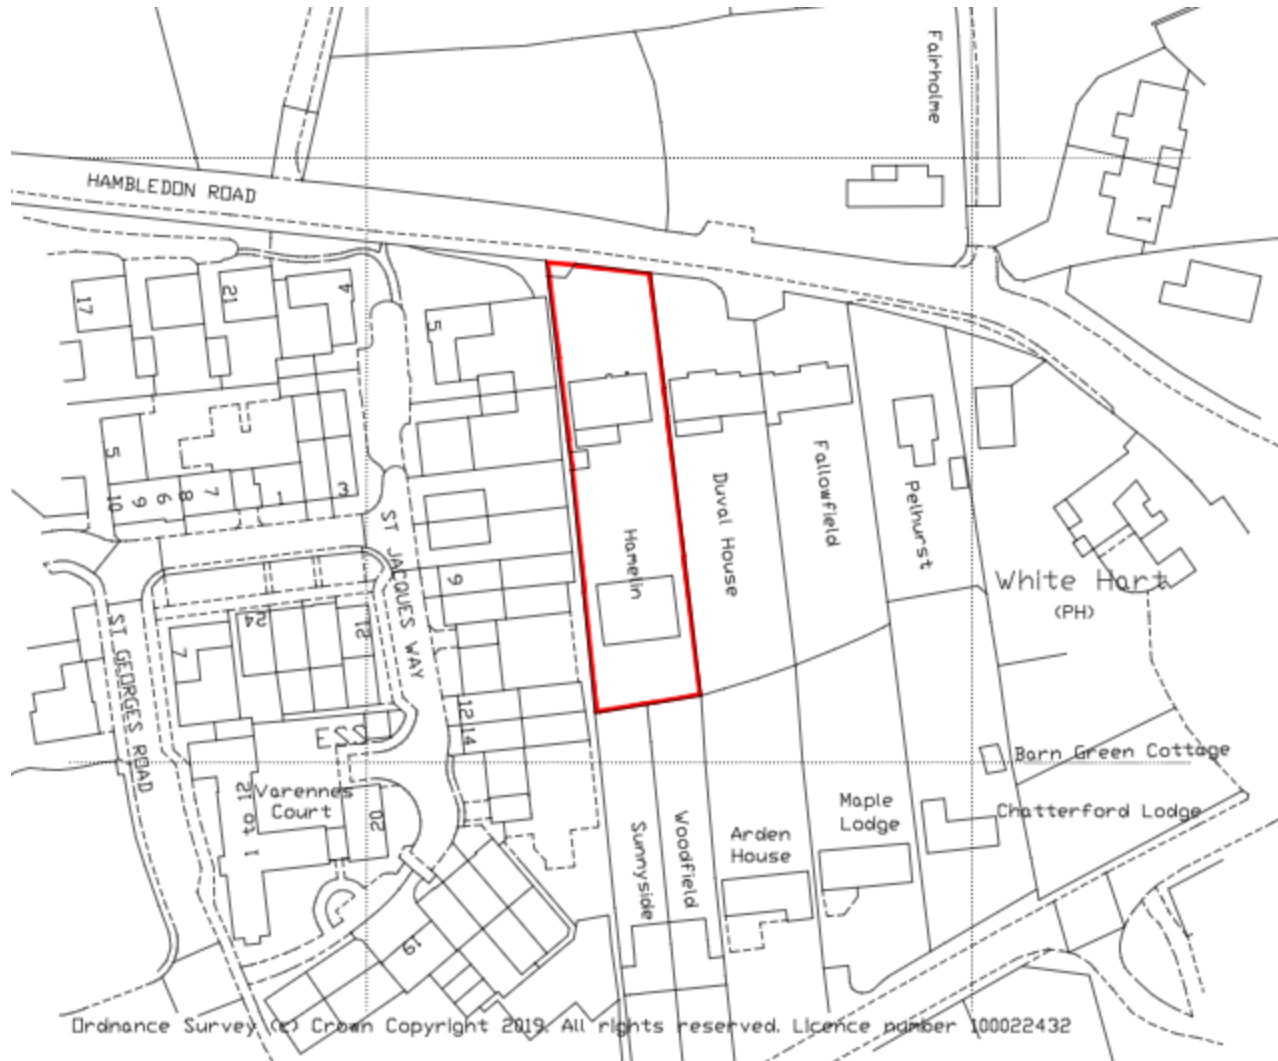 Fairholme
HAMBLEDON ROAD
1
17
21
4
5
5
10
9
6
8
7
1
3
ST JACQUES WAY
Hamelin
Duval House
Fallowfield
Pelhurst
White Hart
(PH)
9
ST GEORGES ROAD
7
24
21
ESS
12
14
Varennes
Court
1 to 12
20
19
Sunnyside
Woodfield
Arden
House
Maple
Lodge
Barn Green Cottage
Chatterford Lodge
Ordnance Survey (c) Crown Copyright 2019. All rights reserved. Licence number 100022432